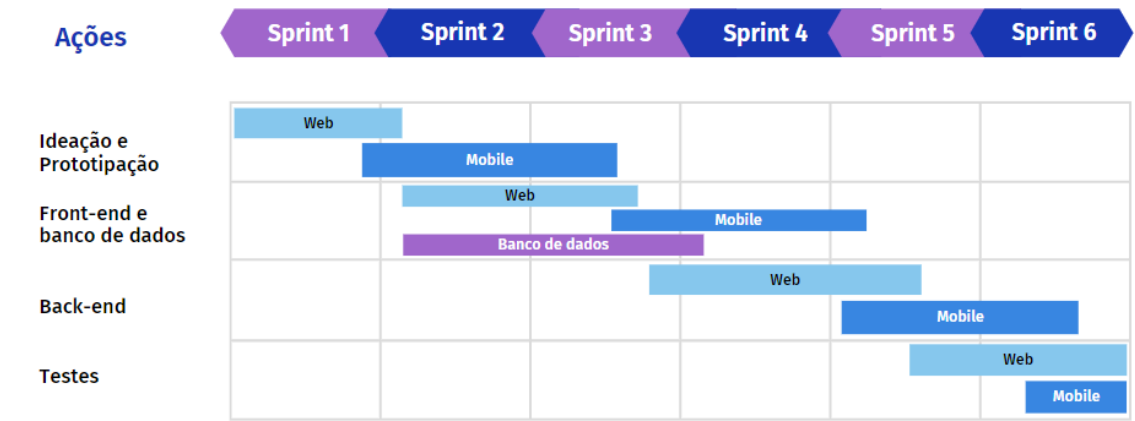 Ações
Sprint 1
Sprint 2
Sprint 3
Sprint 4
Sprint 5
Sprint 6
Ideação e
Prototipação
Web
Mobile
Front-end e
banco de dados
Web
Mobile
Banco de dados
Back-end
Web
Mobile
Testes
Web
Mobile